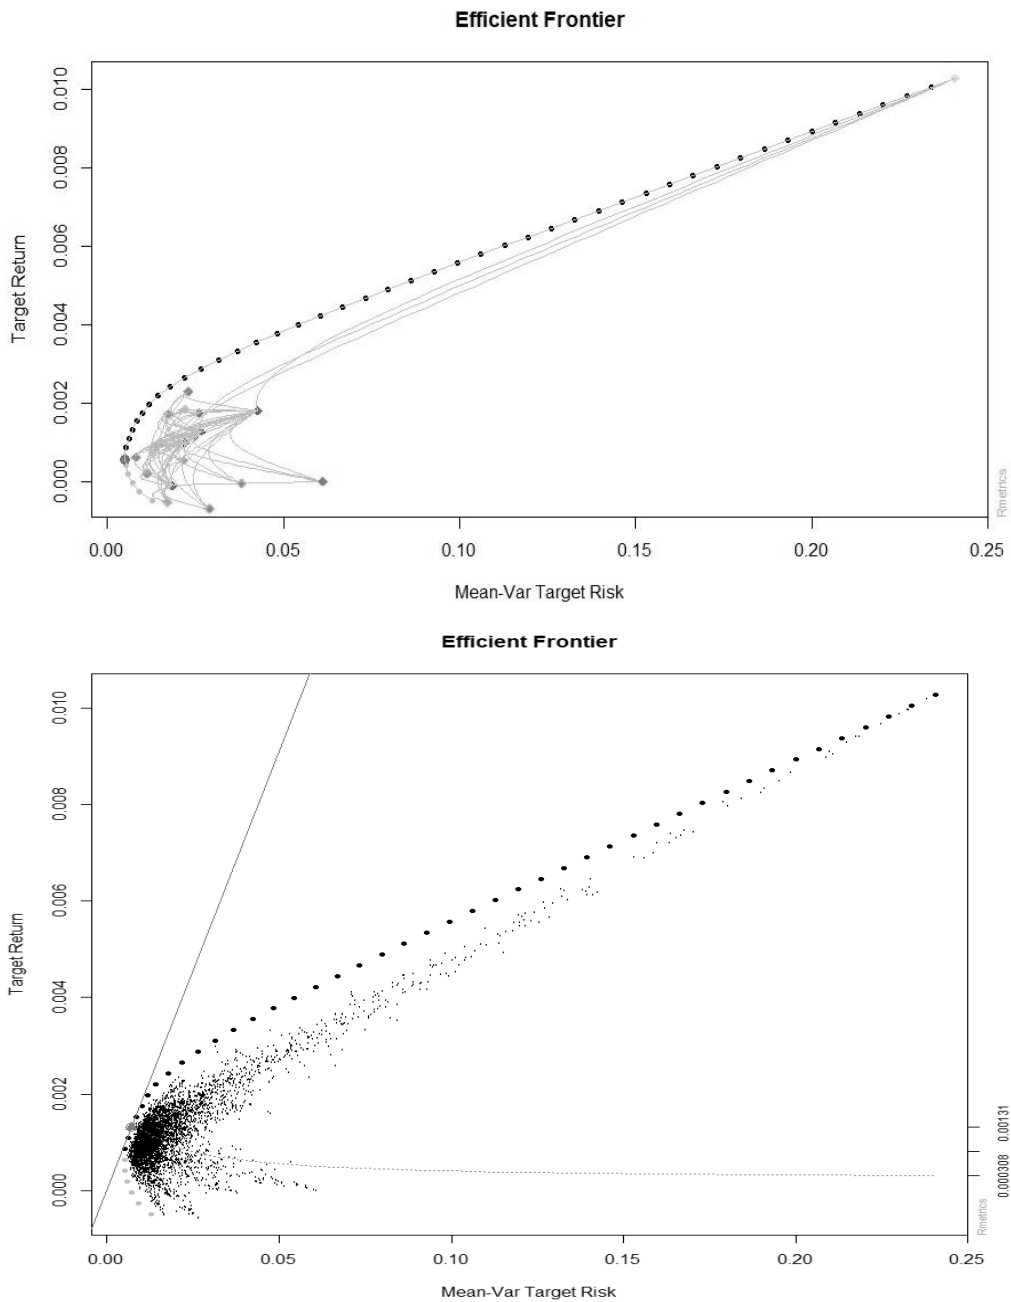 Efficient Frontier
0.010
0.008
0.006
0.004
0.002
0.000
Target Return
Rmetrics
0.00 0.05 0.10 0.15 0.20 0.25
Mean-Var Target Risk
Efficient Frontier
0.010
0.008
0.006
0.004
0.002
0.000
Target Return
0.00131
0.000308
Rmetrics
0.00 0.05 0.10 0.15 0.20 0.25
Mean-Var Target Risk